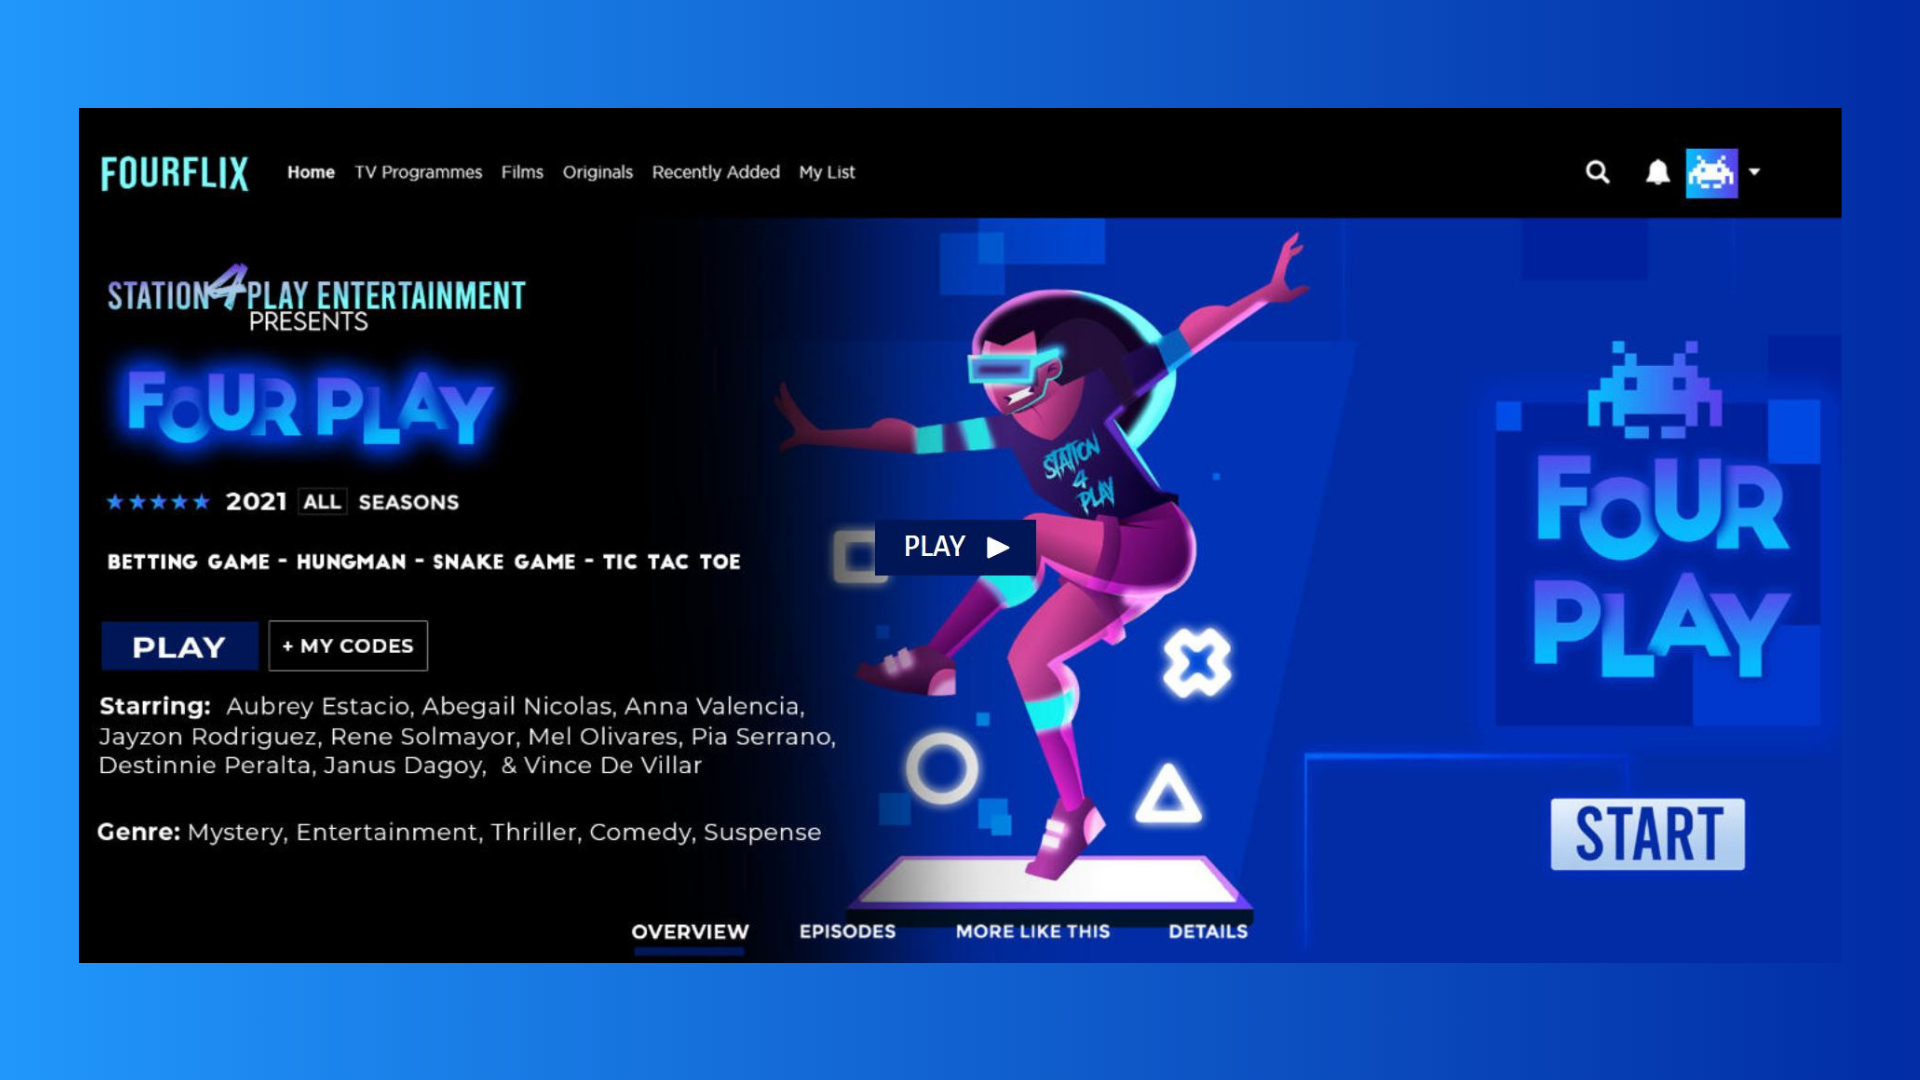 FOURFLIX Home TV Programmes Films Originals Recently Added My List
STATION 4 PLAY ENTERTAINMENT
PRESENTS
FOUR PLAY
2021 ALL SEASONS
BETTING GAME - HUNGMAN - SNAKE GAME - TIC TAC TOE
PLAY + MY CODES
Starring: Aubrey Estacio, Abegail Nicolas, Anna Valencia,
Jayzon Rodriguez, Rene Solmayor, Mel Olivares, Pia Serrano,
Destinnie Peralta, Janus Dagoy, & Vince De Villar
Genre: Mystery, Entertainment, Thriller, Comedy, Suspense
STATION
4
PLAY
PLAY
FOUR
PLAY
START
OVERVIEW EPISODES MORE LIKE THIS DETAILS